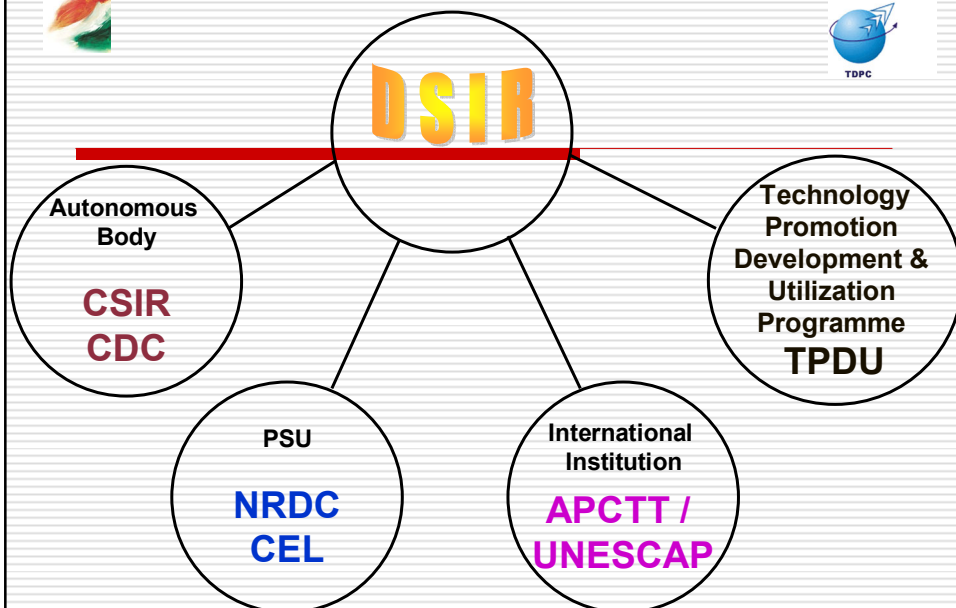 TDPC
DSIR
Autonomous
Body
CSIR
CDC
Technology
Promotion
Development &
Utilization
Programme
TPDU
PSU
NRDC
CEL
International
Institution
APCTT /
UNESCAP